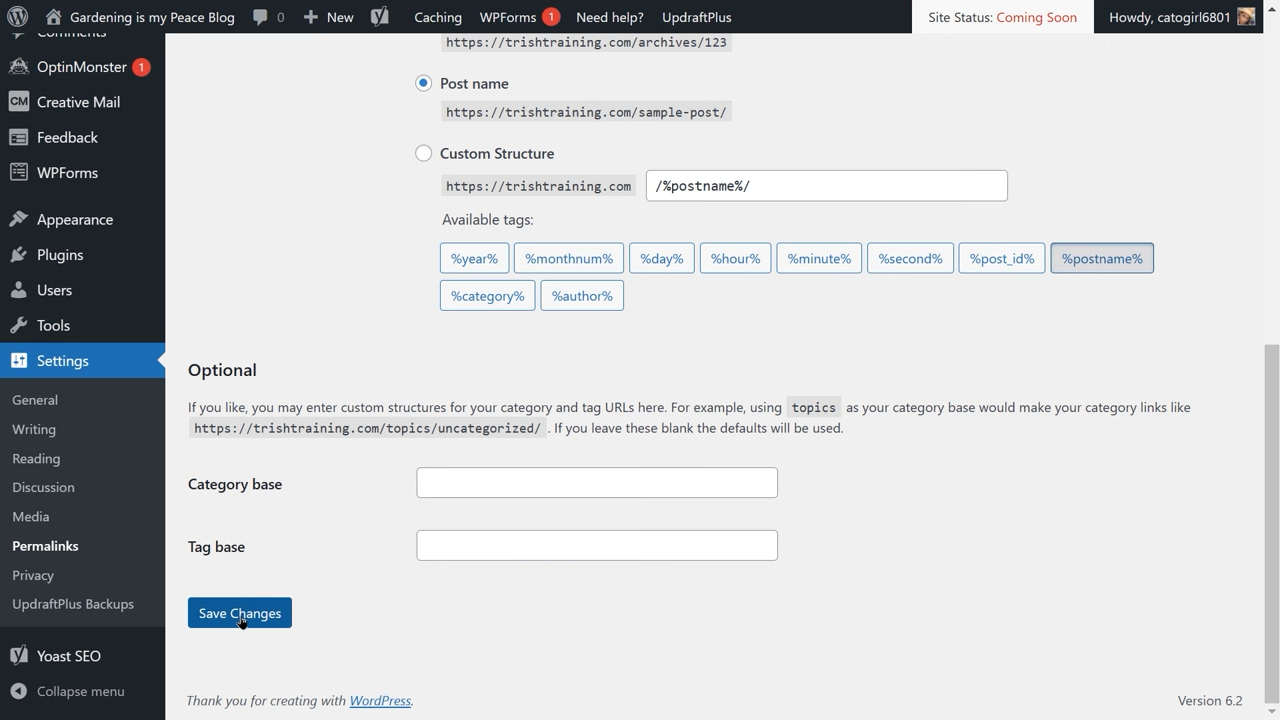 Gardening is my Peace Blog 0 New Caching WPForms 1 Need help? UpdraftPlus Site Status: Coming Soon Howdy, catogirl6801
Comments
OptinMonster 1
CM Creative Mail
Feedback
WPForms
Appearance
Plugins
Users
Tools
Settings
General
Writing
Reading
Discussion
Media
Permalinks
Privacy
UpdraftPlus Backups
Yoast SEO
Collapse menu
https://trishtraining.com/archives/123
Post name
https://trishtraining.com/sample-post/
Custom Structure
https://trishtraining.com /%postname%/
Available tags:
%year% %monthnum% %day% %hour% %minute% %second% %post_id% %postname%
%category% %author%
Optional
If you like, you may enter custom structures for your category and tag URLs here. For example, using topics as your category base would make your category links like
https://trishtraining.com/topics/uncategorized/ . If you leave these blank the defaults will be used.
Category base
Tag base
Save Changes
Thank you for creating with WordPress. Version 6.2